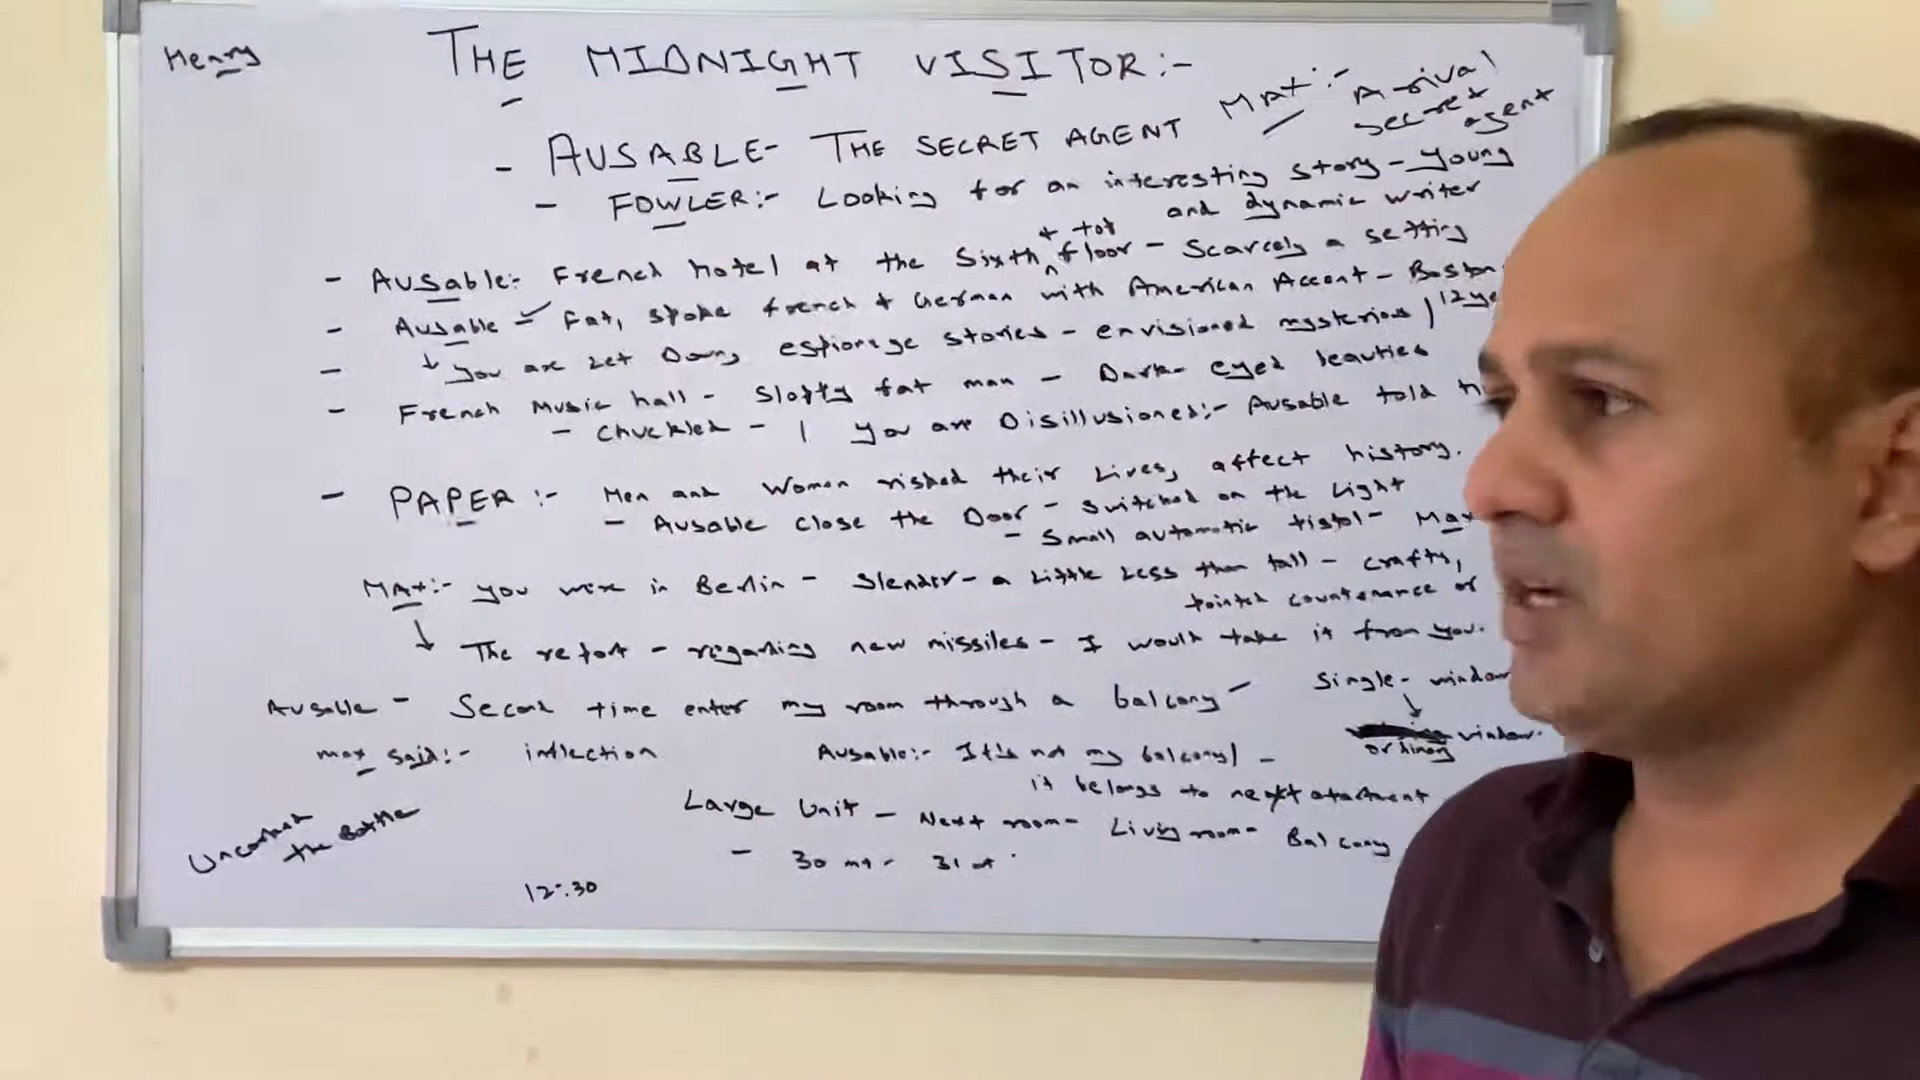 Henry
THE MIDNIGHT VISITOR:-
MAX:- Arrival
secret
agent
- AUSABLE- THE SECRET AGENT
- FOWLER:- Looking for an interesting story - young
and dynamic writer
+ top
- AUSable:- French hotel at the sixth ^ floor - Scarcely a setting
- Ausable - Fat, spoke french + German with American Accent - Boston
- ↓ you are let Down, espionage stories - envisioned mysterious / 12 ye
- French Music hall - Sloppy fat man - Dark-eyed beauties
- chuckled - | you are Disillusioned:- Ausable told
- PAPER:- Men and Women risked their Lives, affect history.
- Ausable close the Door - switched on the Light
- Small automatic pistol - Max
MAX:- you were in Berlin - Slender - a little Less than tall - crafty,
pointed countenance of
↓ The report - regarding new missiles - I would take it from you.
Ausable - Second time enter my room through a balcony -
Single - window
↓
ordinary window.
max said:- inflection
Ausable:- It's not my balcony! -
it belongs to next apartment
Large Unit - Next room - Living room - Balcony
- 30 mt - 31 mt
the Bottle
12:30